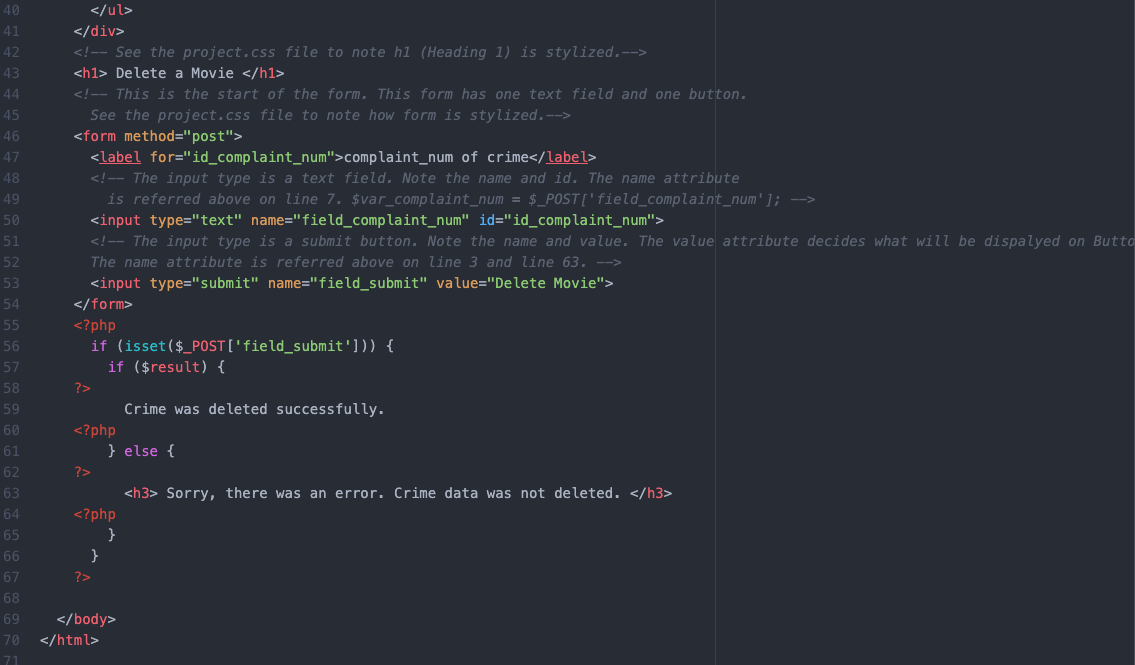 40 </ul>
41 </div>
42 <!-- See the project.css file to note h1 (Heading 1) is stylized.-->
43 <h1> Delete a Movie </h1>
44 <!-- This is the start of the form. This form has one text field and one button.
45 See the project.css file to note how form is stylized.-->
46 <form method="post">
47 <label for="id_complaint_num">complaint_num of crime</label>
48 <!-- The input type is a text field. Note the name and id. The name attribute
49 is referred above on line 7. $var_complaint_num = $_POST['field_complaint_num']; -->
50 <input type="text" name="field_complaint_num" id="id_complaint_num">
51 <!-- The input type is a submit button. Note the name and value. The value attribute decides what will be dispalyed on Butto
52 The name attribute is referred above on line 3 and line 63. -->
53 <input type="submit" name="field_submit" value="Delete Movie">
54 </form>
55 <?php
56 if (isset($_POST['field_submit'])) {
57 if ($result) {
58 ?>
59 Crime was deleted successfully.
60 <?php
61 } else {
62 ?>
63 <h3> Sorry, there was an error. Crime data was not deleted. </h3>
64 <?php
65 }
66 }
67 ?>
68
69 </body>
70 </html>
71